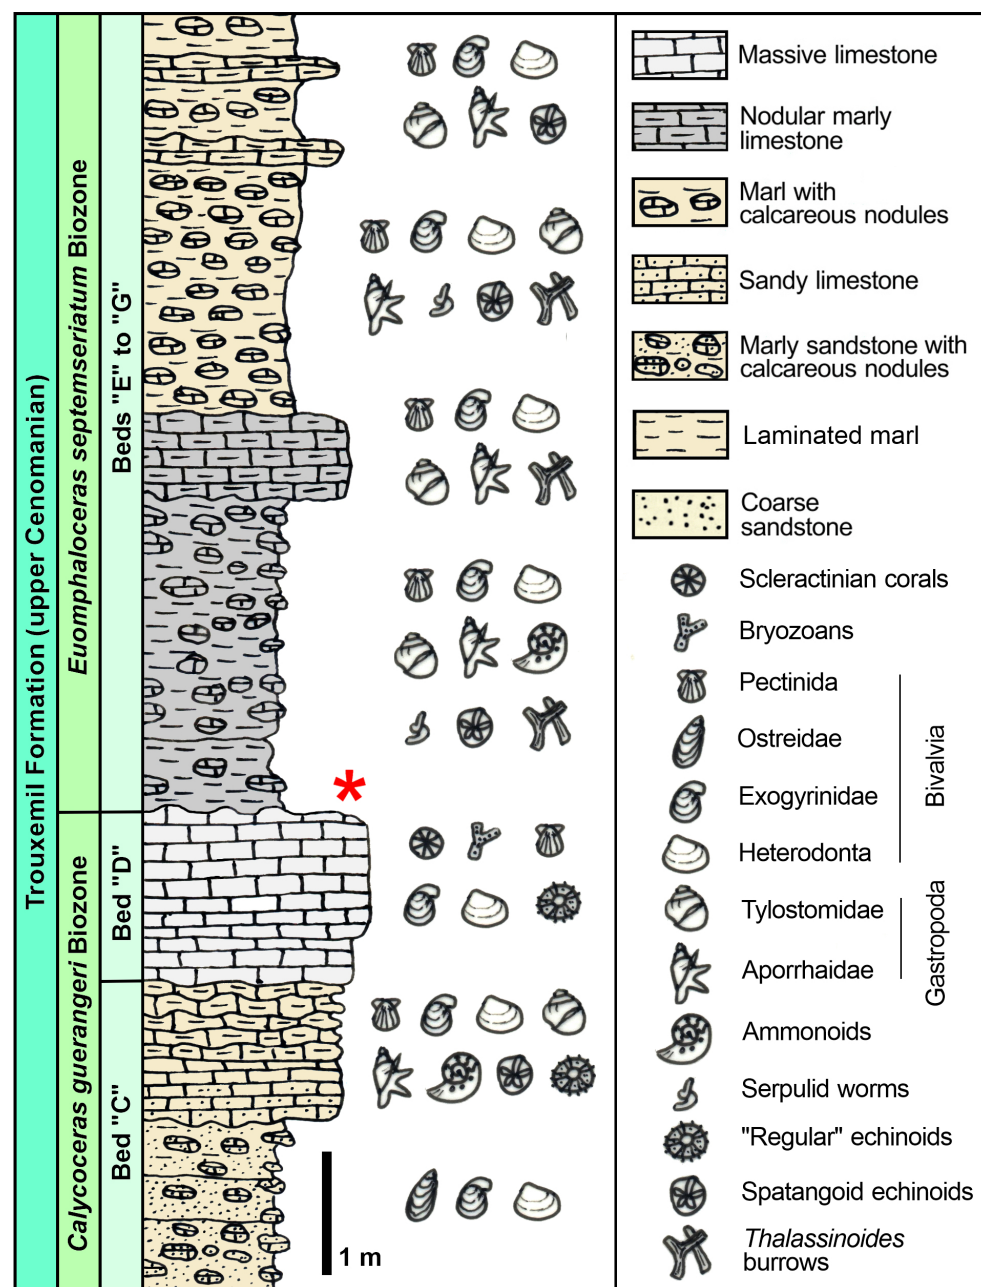 Trouxemil Formation (upper Cenomanian)
Euomphaloceras septemseriatum Biozone
Calycoceras guerangeri Biozone
Beds "E" to "G"
Bed "D"
Bed "C"
*
1 m
Massive limestone
Nodular marly
limestone
Marl with
calcareous nodules
Sandy limestone
Marly sandstone with
calcareous nodules
Laminated marl
Coarse
sandstone
Scleractinian corals
Bryozoans
Pectinida
Ostreidae
Exogyrinidae
Heterodonta
Bivalvia
Tylostomidae
Aporrhaidae
Gastropoda
Ammonoids
Serpulid worms
"Regular" echinoids
Spatangoid echinoids
Thalassinoides
burrows